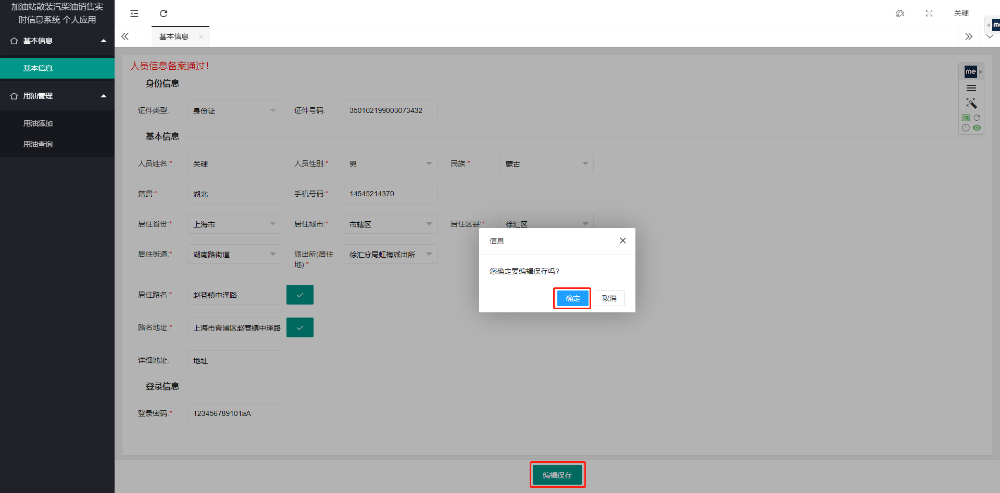 加油站散装汽柴油销售实
时信息系统 个人应用
关硬
me
基本信息
基本信息
基本信息
用油管理
用油添加
用油查询
人员信息备案通过!
me
身份信息
证件类型: 身份证 证件号码: 350102199003073432
基本信息
人员姓名:* 关硬 人员性别:* 男 民族:* 蒙古
籍贯:* 湖北 手机号码:* 14545214370
居住省份:* 上海市 居住城市:* 市辖区 居住区县:* 徐汇区
居住街道:* 湖南路街道 派出所(居住
地):* 徐汇分局虹梅派出所
居住路名:* 赵巷镇中泽路
路名地址:* 上海市青浦区赵巷镇中泽路
详细地址: 地址
登录信息
登录密码:* 123456789101aA
信息
您确定要编辑保存吗?
确定 取消
编辑保存